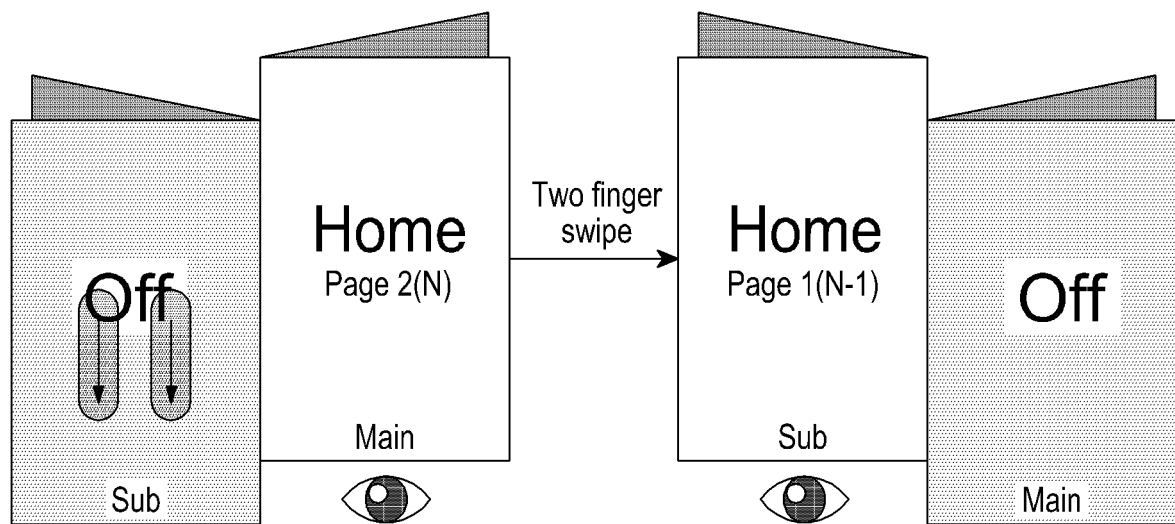 Off
Sub
Home
Page 2(N)
Main
Two finger
swipe
Home
Page 1(N-1)
Sub
Off
Main